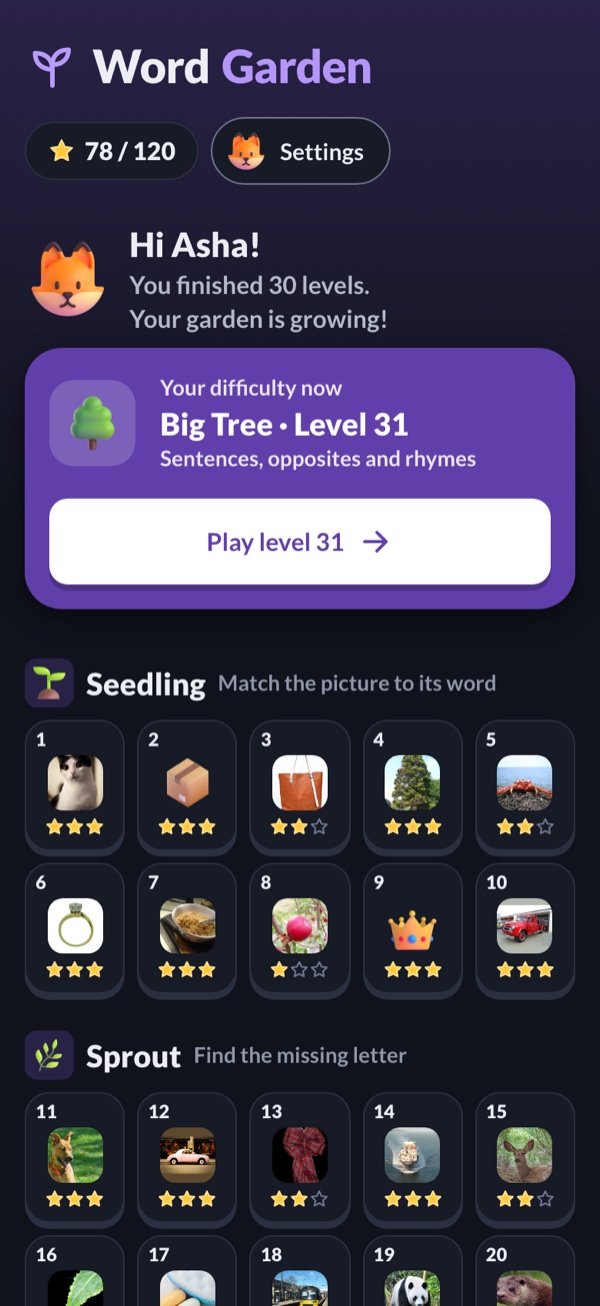 Word Garden
78 / 120
Settings
Hi Asha!
You finished 30 levels.
Your garden is growing!
Your difficulty now
Big Tree · Level 31
Sentences, opposites and rhymes
Play level 31
Seedling Match the picture to its word
1 2 3 4 5
6 7 8 9 10
Sprout Find the missing letter
11 12 13 14 15
16 17 18 19 20